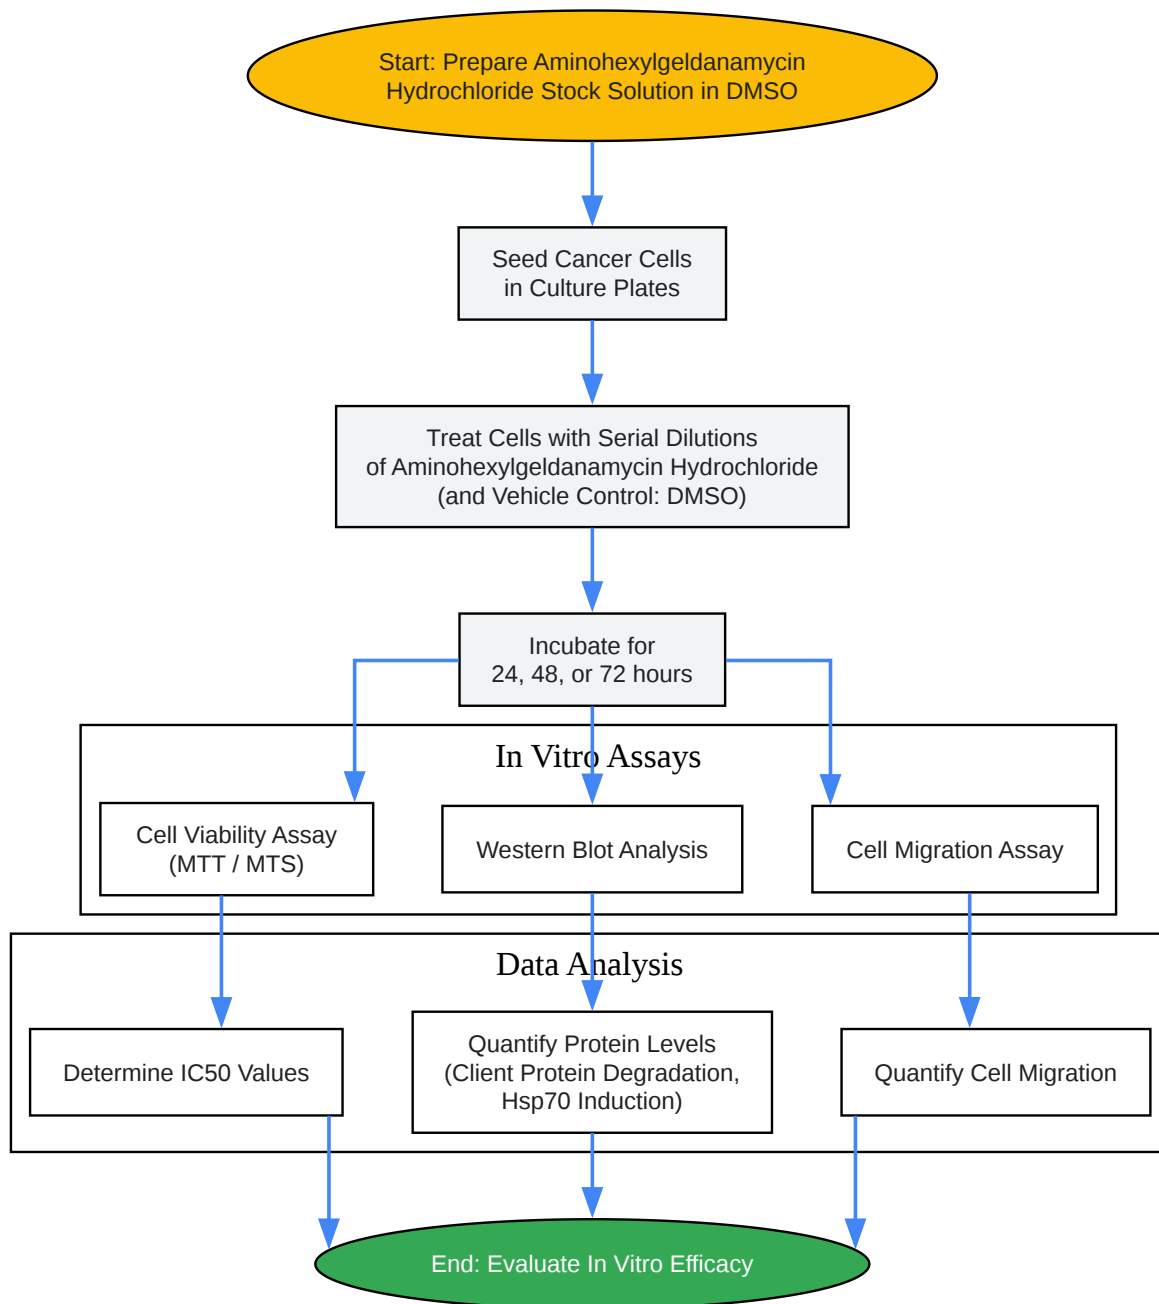 Start: Prepare Aminohexylgeldanamycin
Hydrochloride Stock Solution in DMSO
Seed Cancer Cells
in Culture Plates
Treat Cells with Serial Dilutions
of Aminohexylgeldanamycin Hydrochloride
(and Vehicle Control: DMSO)
Incubate for
24, 48, or 72 hours
In Vitro Assays
Cell Viability Assay
(MTT / MTS)
Western Blot Analysis
Cell Migration Assay
Data Analysis
Determine IC50 Values
Quantify Protein Levels
(Client Protein Degradation,
Hsp70 Induction)
Quantify Cell Migration
End: Evaluate In Vitro Efficacy